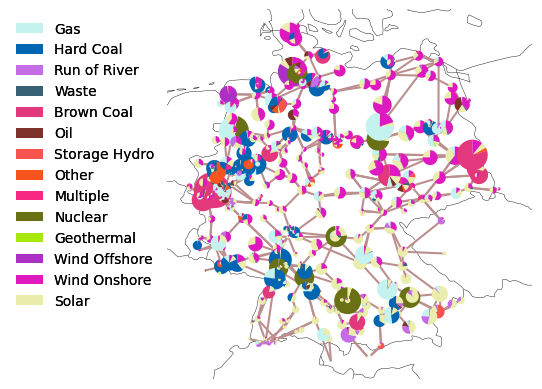 Gas
Hard Coal
Run of River
Waste
Brown Coal
Oil
Storage Hydro
Other
Multiple
Nuclear
Geothermal
Wind Offshore
Wind Onshore
Solar